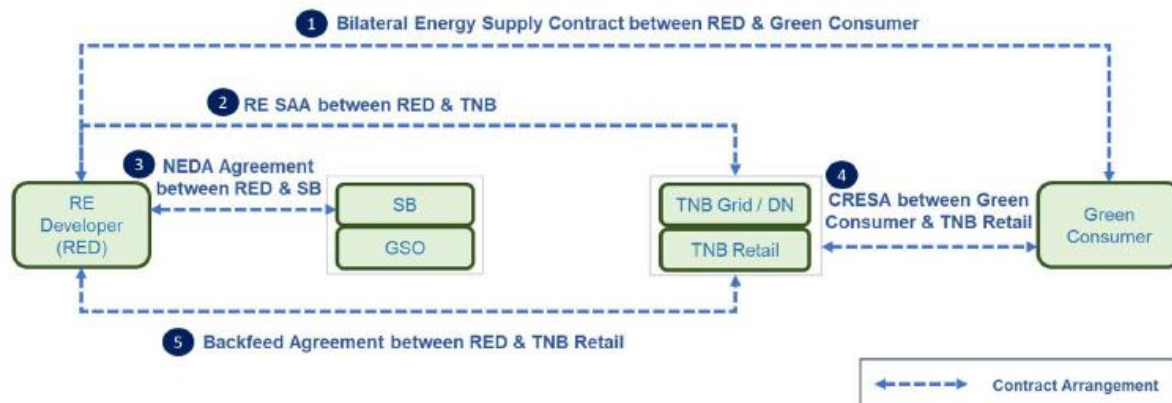 1 Bilateral Energy Supply Contract between RED & Green Consumer
2 RE SAA between RED & TNB
3 NEDA Agreement
between RED & SB
4
CRESA between Green
Consumer & TNB Retail
RE
Developer
(RED)
SB
GSO
TNB Grid / DN
TNB Retail
Green
Consumer
5 Backfeed Agreement between RED & TNB Retail
Contract Arrangement